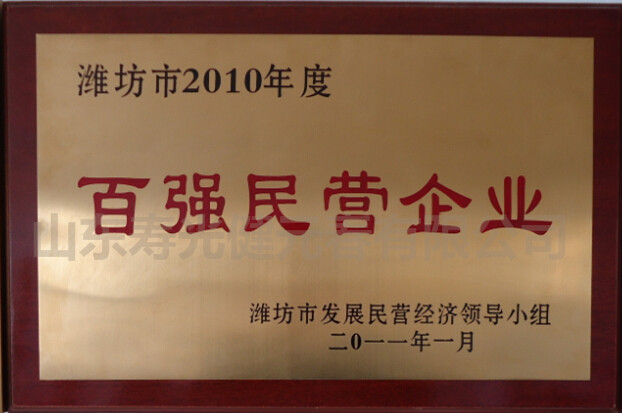 潍坊市2010年度
百强民营企业
潍坊市发展民营经济领导小组
二0一一年一月